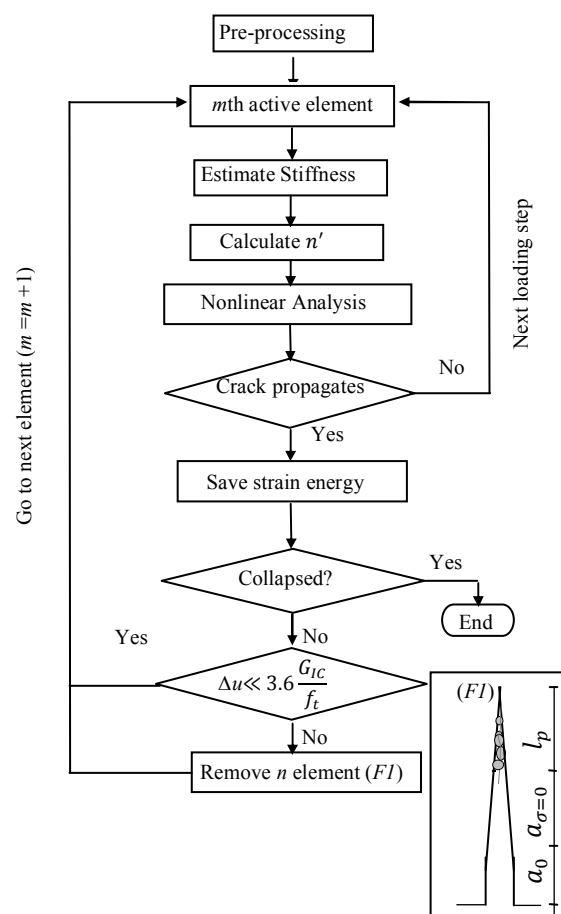 Pre-processing
mth active element
Estimate Stiffness
Calculate n′
Nonlinear Analysis
Crack propagates
No
Next loading step
Go to next element (m =m +1)
Yes
Save strain energy
Collapsed?
Yes
End
No
Yes
Δu≪ 3.6 G_IC/f_t
No
Remove n element (F1)
(F1)
l_p
a_σ=0
a_0